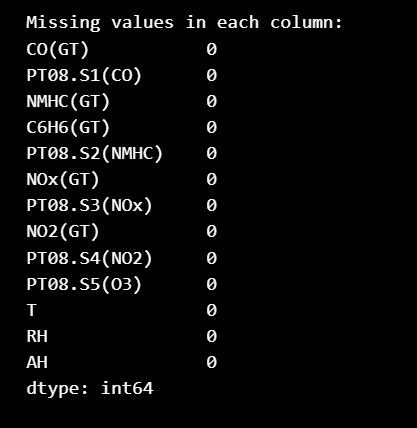 Missing values in each column:
CO(GT)           0
PT08.S1(CO)      0
NMHC(GT)         0
C6H6(GT)         0
PT08.S2(NMHC)    0
NOx(GT)          0
PT08.S3(NOx)     0
NO2(GT)          0
PT08.S4(NO2)     0
PT08.S5(O3)      0
T                0
RH               0
AH               0
dtype: int64